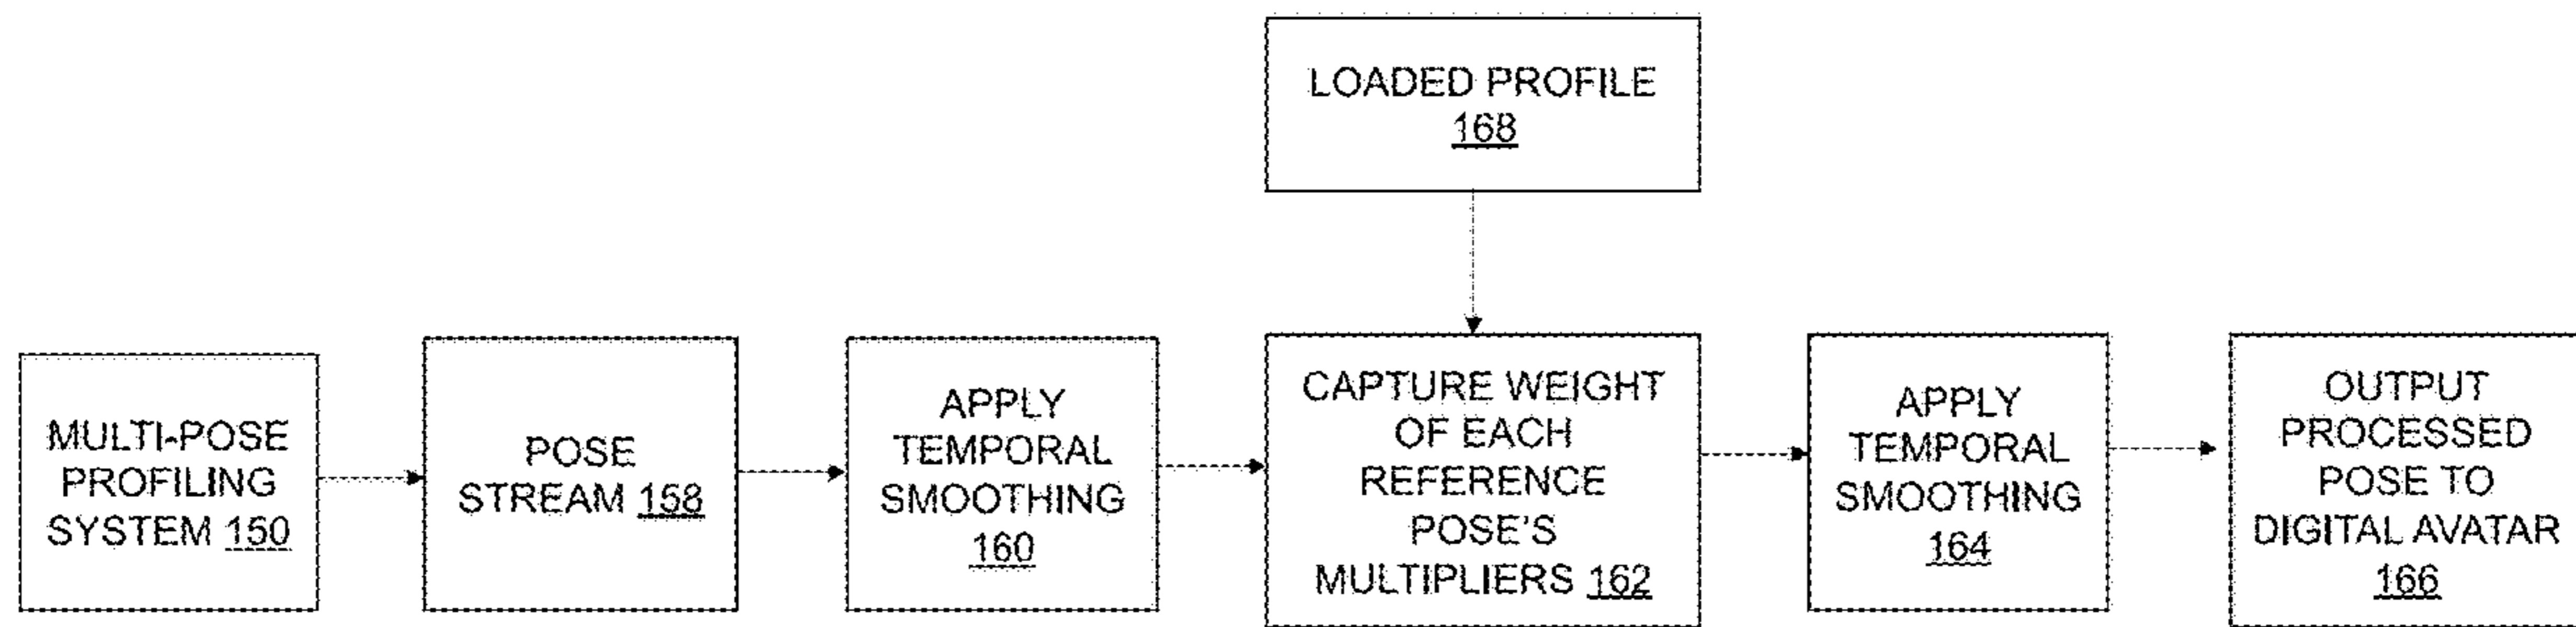 LOADED PROFILE
168
MULTI-POSE
PROFILING
SYSTEM 150
POSE
STREAM 158
APPLY
TEMPORAL
SMOOTHING
160
CAPTURE WEIGHT
OF EACH
REFERENCE
POSE'S
MULTIPLIERS 162
APPLY
TEMPORAL
SMOOTHING
164
OUTPUT
PROCESSED
POSE TO
DIGITAL AVATAR
166